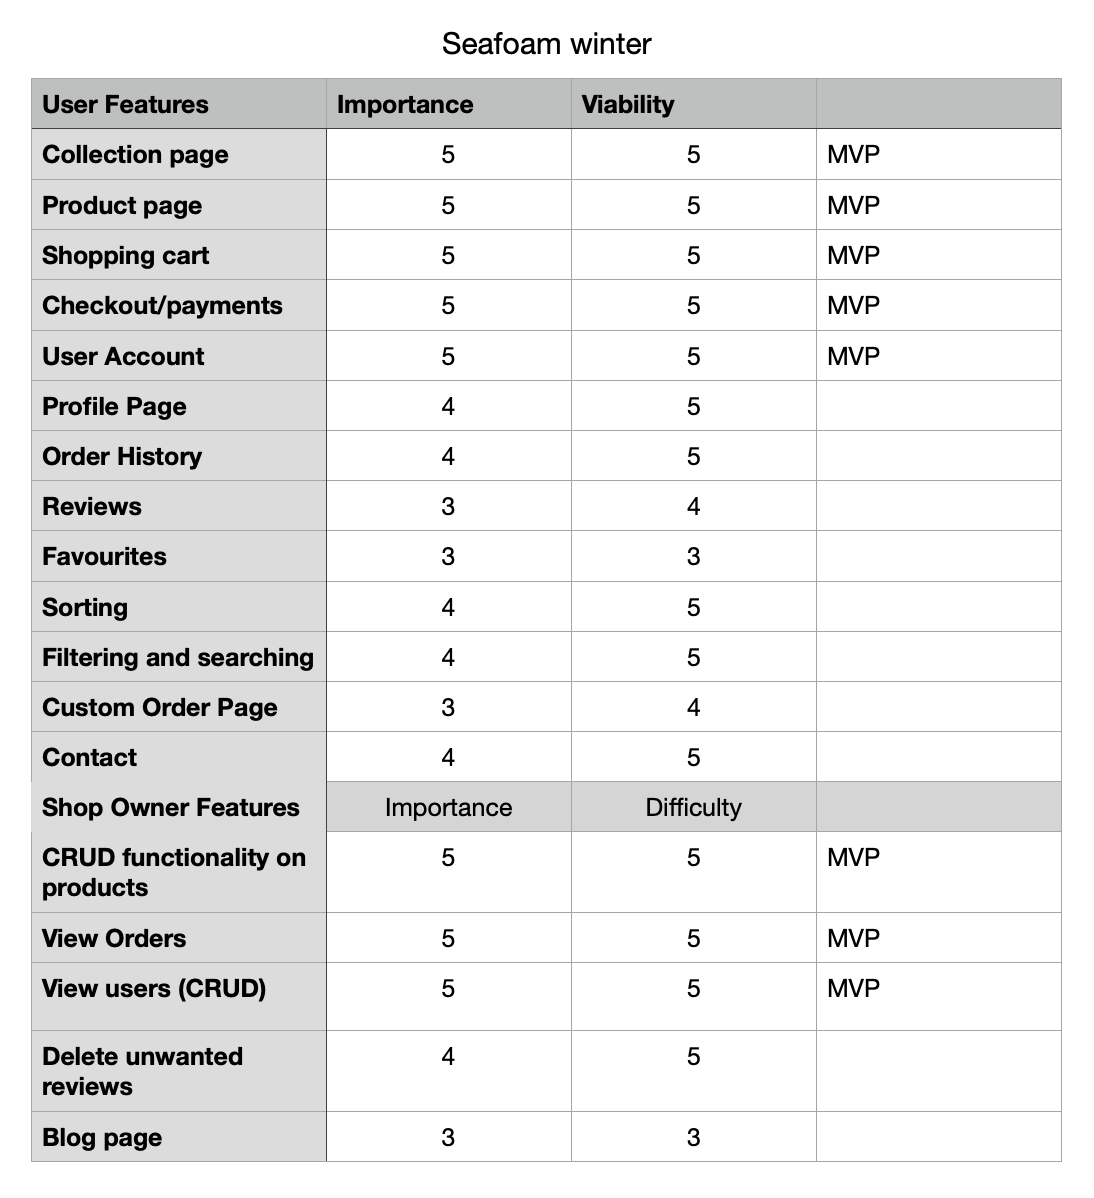 Seafoam winter
User Features Importance Viability
Collection page 5 5 MVP
Product page 5 5 MVP
Shopping cart 5 5 MVP
Checkout/payments 5 5 MVP
User Account 5 5 MVP
Profile Page 4 5
Order History 4 5
Reviews 3 4
Favourites 3 3
Sorting 4 5
Filtering and searching 4 5
Custom Order Page 3 4
Contact 4 5
Shop Owner Features Importance Difficulty
CRUD functionality on 5 5 MVP
products
View Orders 5 5 MVP
View users (CRUD) 5 5 MVP
Delete unwanted 4 5
reviews
Blog page 3 3